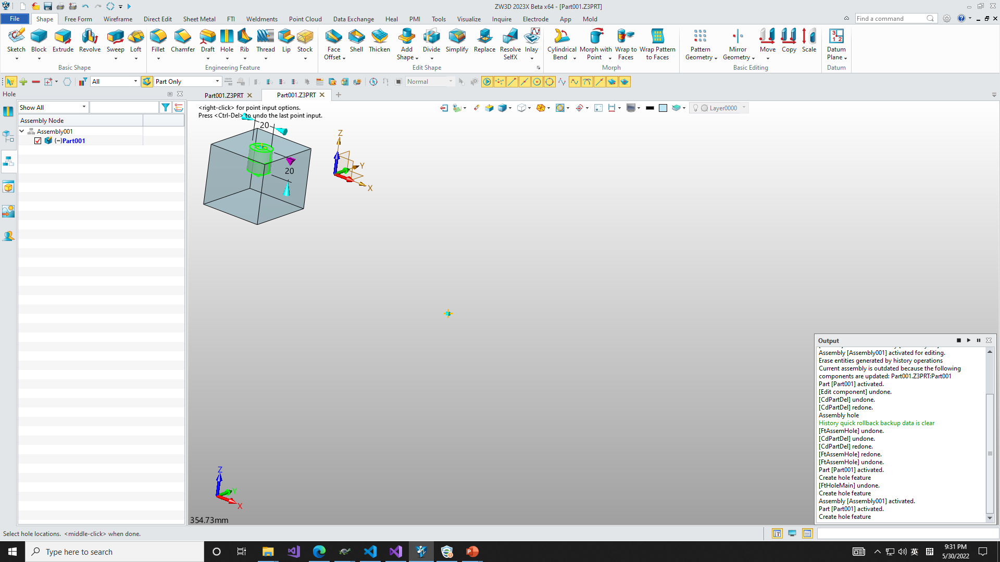 ZW3D 2023X Beta x64 - [Part001.Z3PRT]
File Shape Free Form Wireframe Direct Edit Sheet Metal FTI Weldments Point Cloud Data Exchange Heal PMI Tools Visualize Inquire Electrode App Mold Find a command
Sketch Block Extrude Revolve Sweep Loft Fillet Chamfer Draft Hole Rib Thread Lip Stock Face Offset Shell Thicken Add Shape Divide Simplify Replace Resolve SelfX Inlay Cylindrical Bend Morph with Point Wrap to Faces Wrap Pattern to Faces Pattern Geometry Mirror Geometry Move Copy Scale Datum Plane
Basic Shape Engineering Feature Edit Shape Morph Basic Editing Datum
All Part Only Normal
Hole Part001.Z3PRT Part001.Z3PRT
Show All
<right-click> for point input options.
Press <Ctrl-Del> to undo the last point input.
Layer0000
Assembly Node
Assembly001
(-)Part001
20
20
Z
Y
X
Z
Y
X
354.73mm
Output
Assembly [Assembly001] activated for editing.
Erase entities generated by history operations
Current assembly is outdated because the following
components are updated: Part001.Z3PRT:Part001
Part [Part001] activated.
[Edit component] undone.
[CdPartDel] undone.
[CdPartDel] redone.
Assembly hole
History quick rollback backup data is clear
[FtAssemHole] undone.
[CdPartDel] undone.
[CdPartDel] redone.
[FtAssemHole] redone.
[FtAssemHole] undone.
Part [Part001] activated.
Create hole feature
[FtHoleMain] undone.
Create hole feature
Assembly [Assembly001] activated.
Part [Part001] activated.
Create hole feature
Select hole locations. <middle-click> when done.
Type here to search
英
拼
9:31 PM
5/30/2022